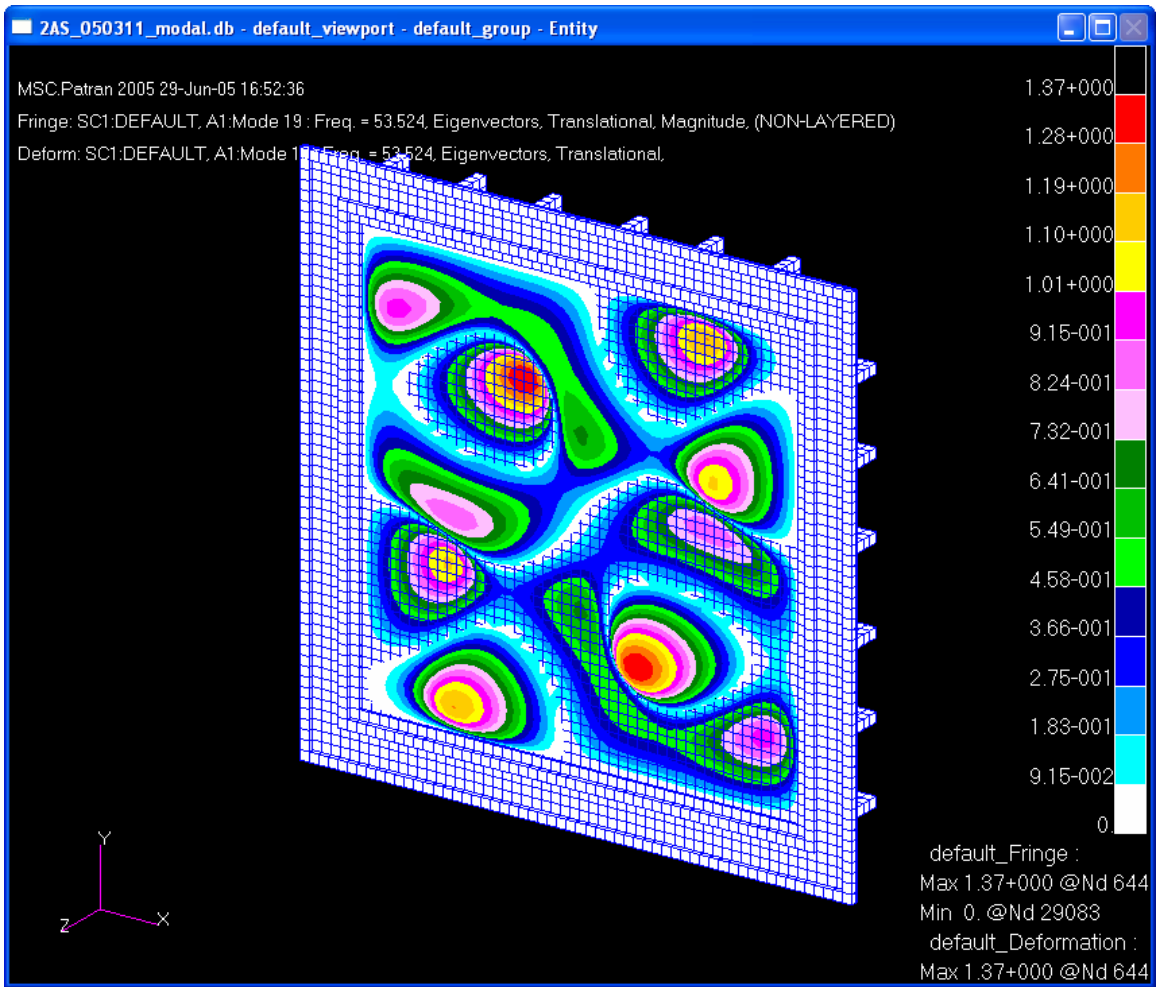 2AS_050311_modal.db - default_viewport - default_group - Entity
MSC.Patran 2005 29-Jun-05 16:52:36
Fringe: SC1:DEFAULT, A1:Mode 19 : Freq. = 53.524, Eigenvectors, Translational, Magnitude, (NON-LAYERED)
Deform: SC1:DEFAULT, A1:Mode 1 Freq. = 53.524, Eigenvectors, Translational,
1.37+000
1.28+000
1.19+000
1.10+000
1.01+000
9.15-001
8.24-001
7.32-001
6.41-001
5.49-001
4.58-001
3.66-001
2.75-001
1.83-001
9.15-002
0.
default_Fringe :
Max 1.37+000 @Nd 644
Min 0. @Nd 29083
default_Deformation :
Max 1.37+000 @Nd 644
Y
Z
X